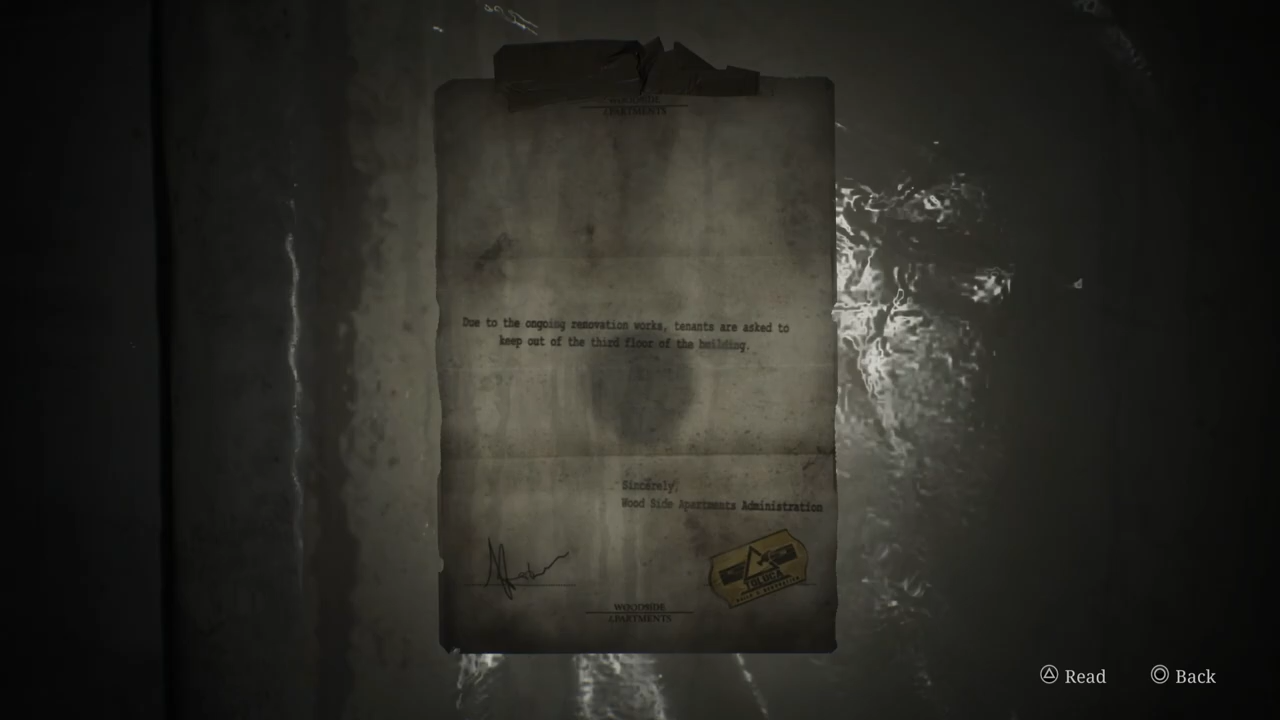 WOODSIDE
APARTMENTS
Due to the ongoing renovation works, tenants are asked to
keep out of the third floor of the building.
Sincerely,
Wood Side Apartments Administration
TOLUCA
WOODSIDE
APARTMENTS
Read
Back